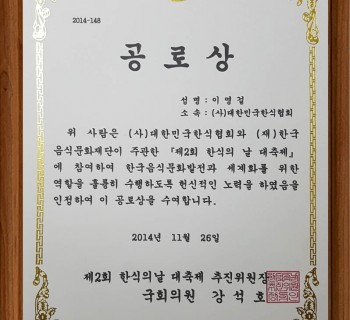 2014-148
공로상
성명 : 이영걸
소속 : (사)대한민국한식협회
위 사람은 (사)대한민국한식협회와 (재)한국
음식문화재단이 주관한 『제2회 한식의 날 대축제』
에 참여하여 한국음식문화발전과 세계화를 위한
역할을 훌륭히 수행하도록 헌신적인 노력을 하였음을
인정하여 이 공로상을 수여합니다.
2014년 11월 26일
제2회 한식의날 대축제 추진위원장
국회의원 강석호